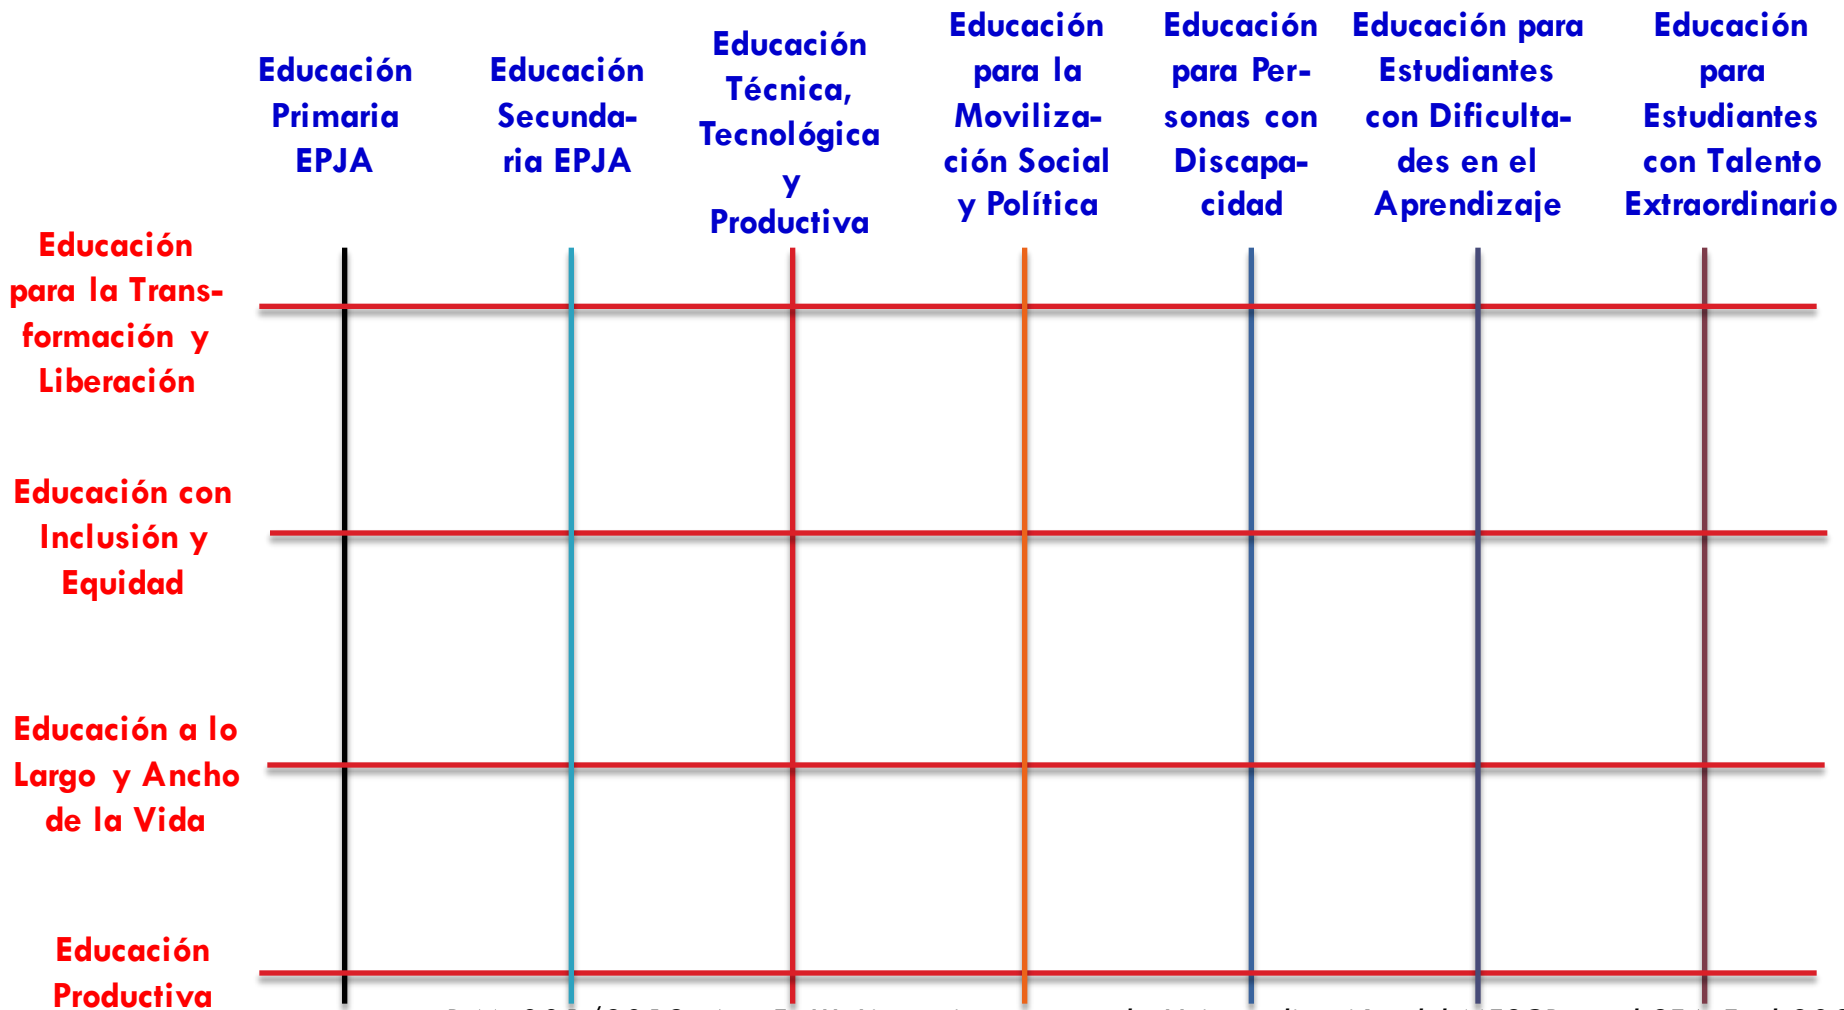 Educación
Primaria
EPJA
Educación
Secunda-
ria EPJA
Educación
Técnica,
Tecnológica
y
Productiva
Educación
para la
Moviliza-
ción Social
y Política
Educación
para Per-
sonas con
Discapa-
cidad
Educación para
Estudiantes
con Dificulta-
des en el
Aprendizaje
Educación
para
Estudiantes
con Talento
Extraordinario
Educación
para la Trans-
formación y
Liberación
Educación con
Inclusión y
Equidad
Educación a lo
Largo y Ancho
de la Vida
Educación
Productiva